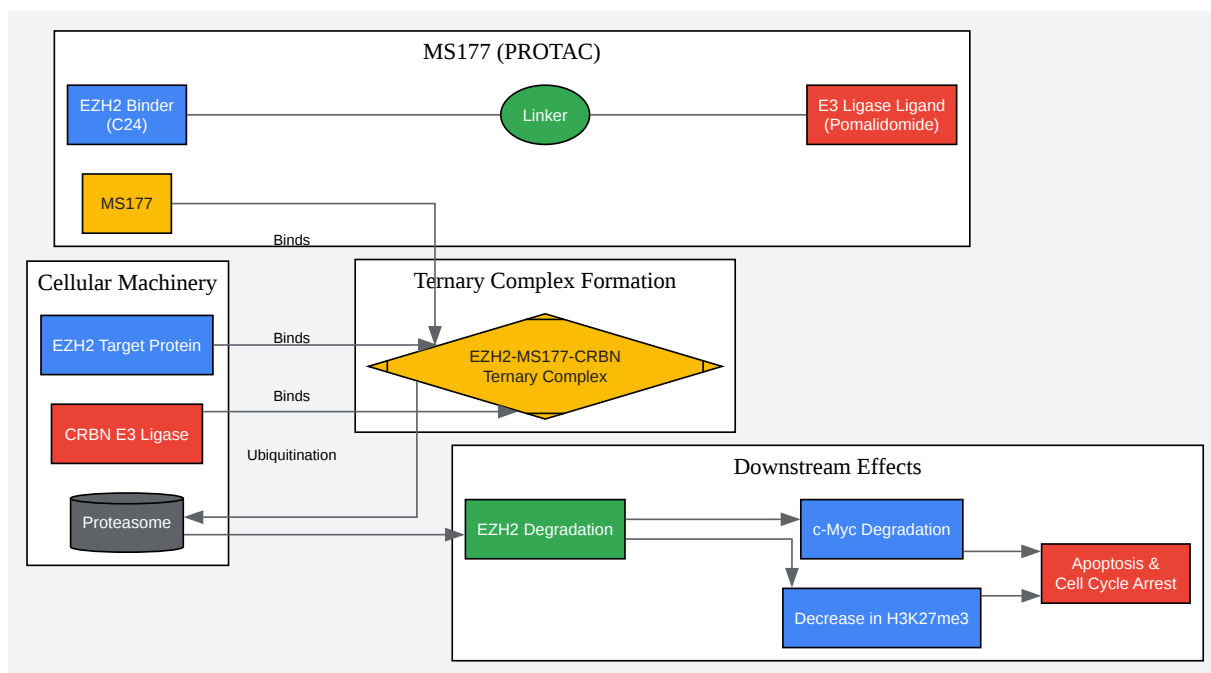 MS177 (PROTAC)
EZH2 Binder
(C24)
Linker
E3 Ligase Ligand
(Pomalidomide)
MS177
Binds
Cellular Machinery
Ternary Complex Formation
EZH2 Target Protein
Binds
EZH2-MS177-CRBN
Ternary Complex
Binds
CRBN E3 Ligase
Ubiquitination
Proteasome
Downstream Effects
EZH2 Degradation
c-Myc Degradation
Apoptosis &
Cell Cycle Arrest
Decrease in H3K27me3